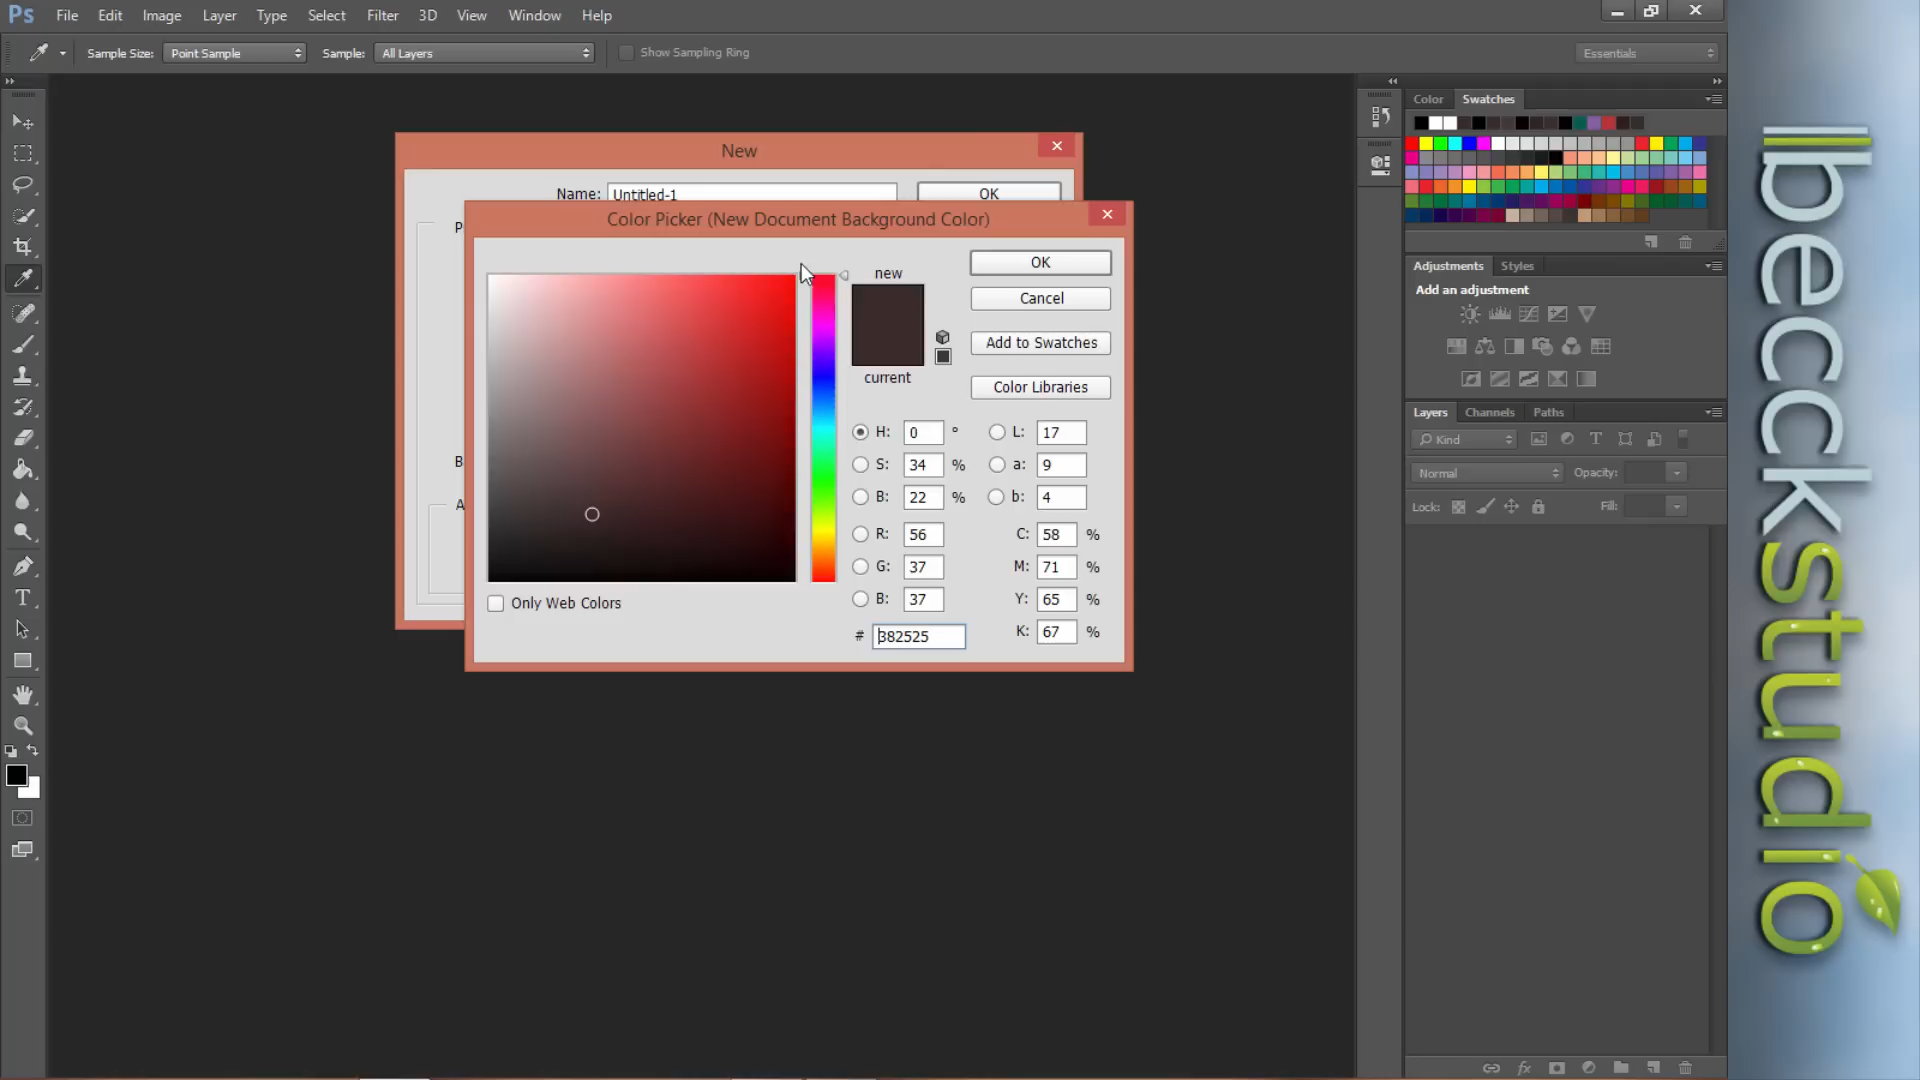 Ps File Edit Image Layer Type Select Filter 3D View Window Help
Sample Size: Point Sample Sample: All Layers Show Sampling Ring Essentials
Color Swatches
New
Name: Untitled-1 OK
P
B
A
Color Picker (New Document Background Color)
new
current
OK
Cancel
Add to Swatches
Color Libraries
H: 0 ° L: 17
S: 34 % a: 9
B: 22 % b: 4
R: 56 C: 58 %
G: 37 M: 71 %
B: 37 Y: 65 %
# 382525 K: 67 %
Only Web Colors
Adjustments Styles
Add an adjustment
Layers Channels Paths
Kind
Normal Opacity:
Lock: Fill:
fx
T
lbeckstudio